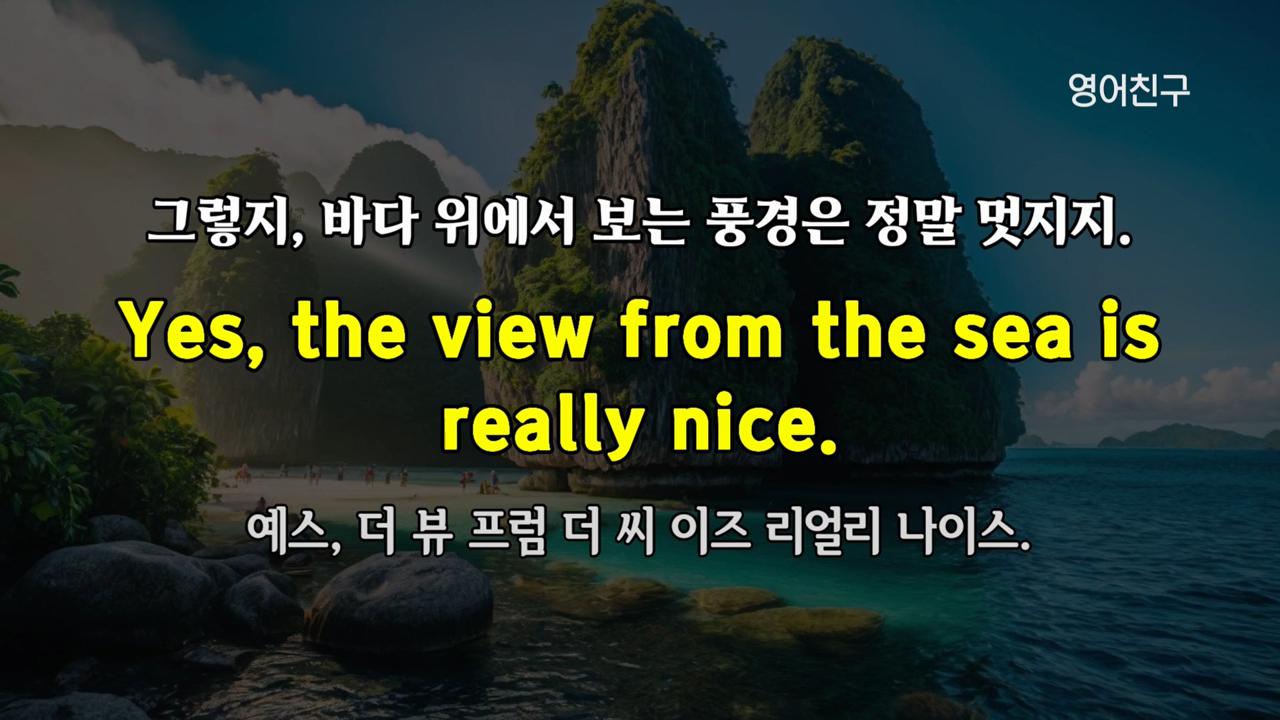 영어친구
그렇지, 바다 위에서 보는 풍경은 정말 멋지지.
Yes, the view from the sea is
really nice.
예스, 더 뷰 프럼 더 씨 이즈 리얼리 나이스.